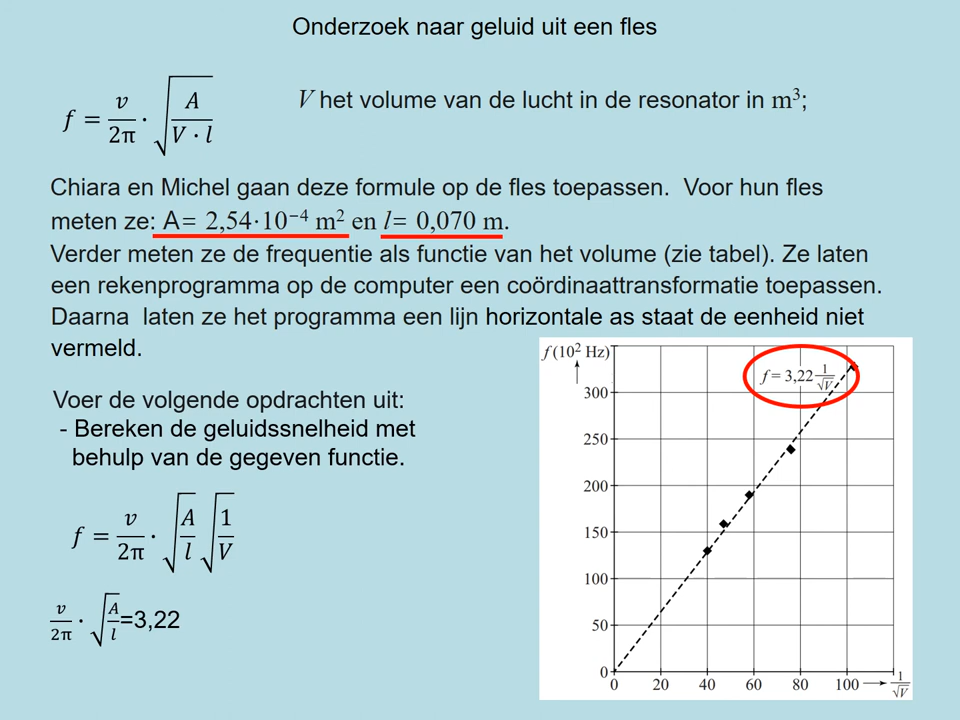 Onderzoek naar geluid uit een fles
f = v/2π · √(A/(V · l))
V het volume van de lucht in de resonator in m³;
Chiara en Michel gaan deze formule op de fles toepassen. Voor hun fles
meten ze: A= 2,54·10⁻⁴ m² en l= 0,070 m.
Verder meten ze de frequentie als functie van het volume (zie tabel). Ze laten
een rekenprogramma op de computer een coördinaattransformatie toepassen.
Daarna laten ze het programma een lijn horizontale as staat de eenheid niet
vermeld.
Voer de volgende opdrachten uit:
- Bereken de geluidssnelheid met
behulp van de gegeven functie.
f = v/2π · √(A/l) √(1/V)
v/2π · √(A/l)=3,22
f (10² Hz)
f = 3,22 1/√V
300
250
200
150
100
50
0
0 20 40 60 80 100 1/√V